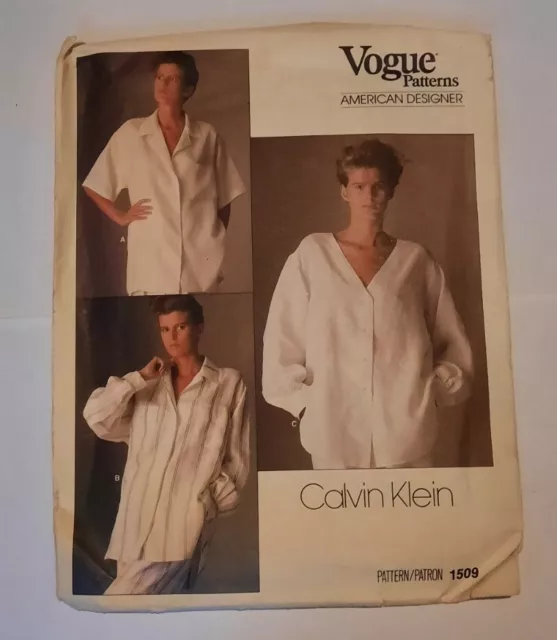 Vogue®
Patterns
AMERICAN DESIGNER
A
B
C
Calvin Klein
PATTERN/PATRON 1509